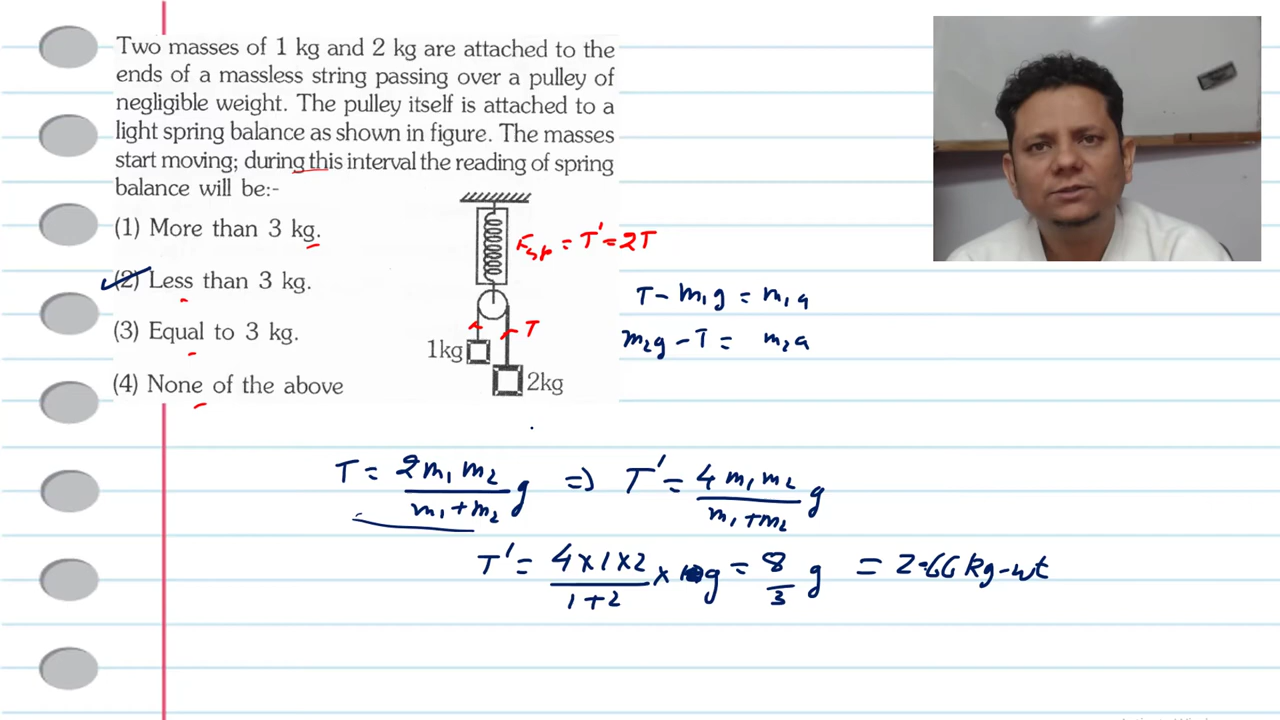 Two masses of 1 kg and 2 kg are attached to the
ends of a massless string passing over a pulley of
negligible weight. The pulley itself is attached to a
light spring balance as shown in figure. The masses
start moving; during this interval the reading of spring
balance will be:-
(1) More than 3 kg.
(2) Less than 3 kg.
(3) Equal to 3 kg.
(4) None of the above
Fsp = T' = 2T
T
1kg
2kg
T - m₁g = m₁a
m₂g - T = m₂a
T = 2m₁m₂/m₁+m₂ g ⇒ T' = 4m₁m₂/m₁+m₂ g
T' = 4×1×2/1+2 × g = 8/3 g = 2.66 kg-wt